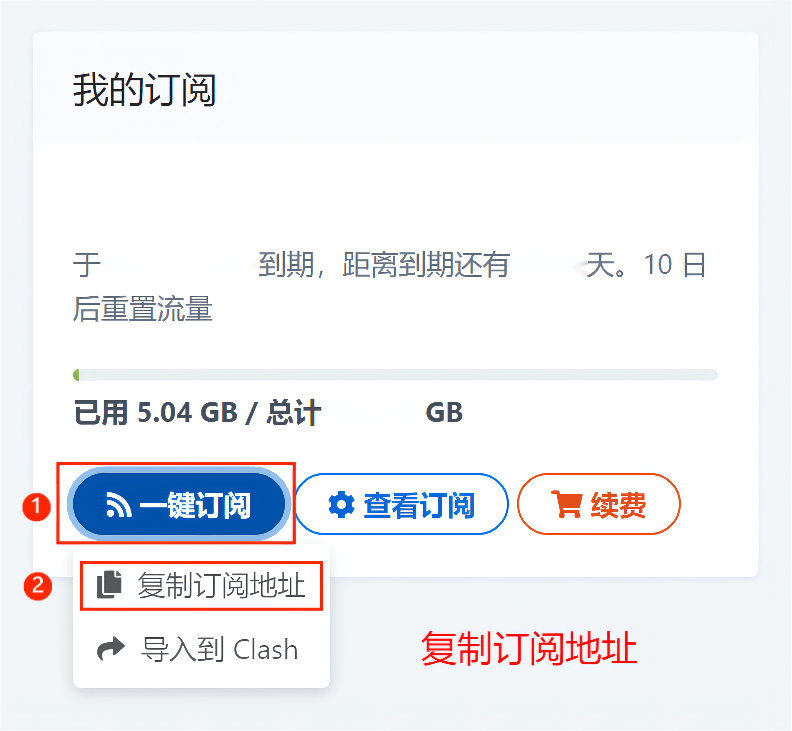 我的订阅
于 到期，距离到期还有 天。10 日
后重置流量
已用 5.04 GB / 总计 GB
1 一键订阅 查看订阅 续费
2 复制订阅地址
导入到 Clash
复制订阅地址